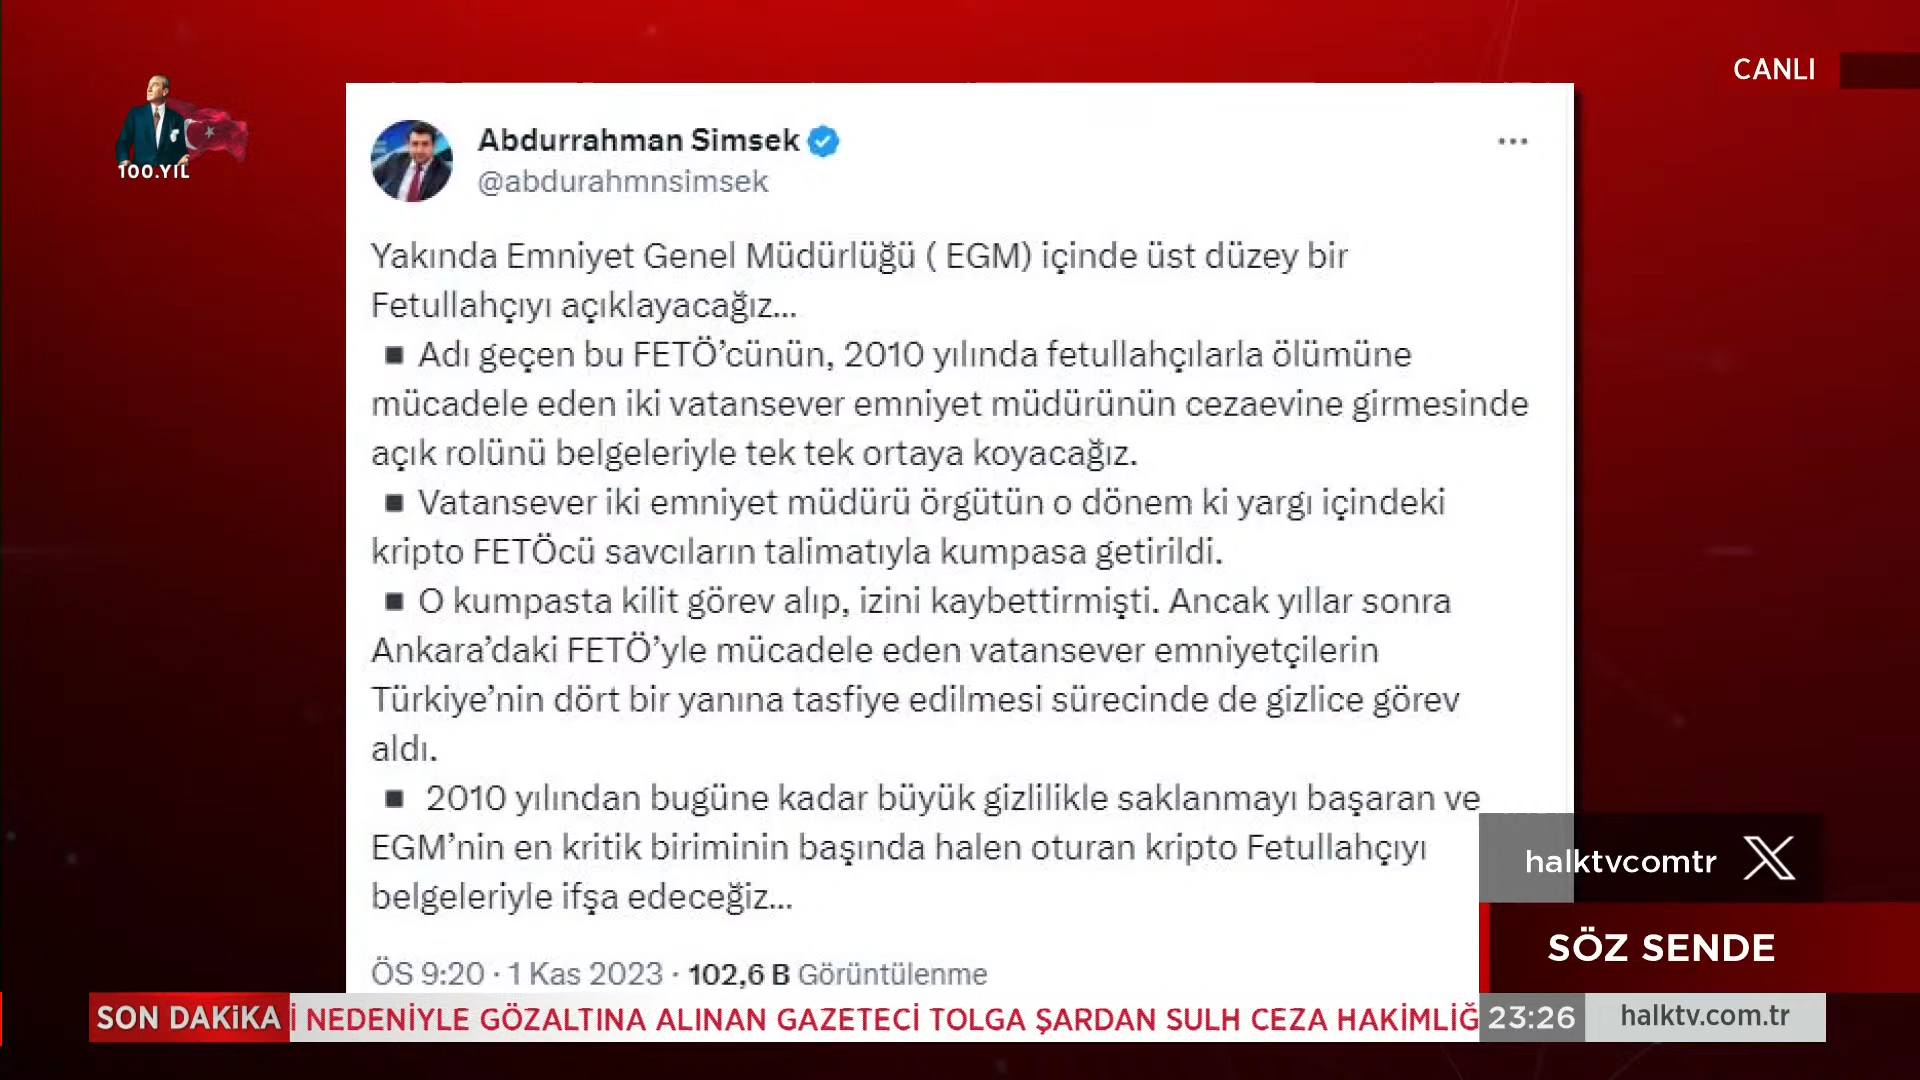 CANLI
100.YIL
Abdurrahman Simsek
@abdurahmnsimsek
Yakında Emniyet Genel Müdürlüğü ( EGM) içinde üst düzey bir
Fetullahçıyı açıklayacağız...
▪ Adı geçen bu FETÖ’cünün, 2010 yılında fetullahçılarla ölümüne
mücadele eden iki vatansever emniyet müdürünün cezaevine girmesinde
açık rolünü belgeleriyle tek tek ortaya koyacağız.
▪ Vatansever iki emniyet müdürü örgütün o dönem ki yargı içindeki
kripto FETÖcü savcıların talimatıyla kumpasa getirildi.
▪ O kumpasta kilit görev alıp, izini kaybettirmişti. Ancak yıllar sonra
Ankara’daki FETÖ’yle mücadele eden vatansever emniyetçilerin
Türkiye’nin dört bir yanına tasfiye edilmesi sürecinde de gizlice görev
aldı.
▪ 2010 yılından bugüne kadar büyük gizlilikle saklanmayı başaran ve
EGM’nin en kritik biriminin başında halen oturan kripto Fetullahçıyı
belgeleriyle ifşa edeceğiz...
ÖS 9:20 · 1 Kas 2023 · 102,6 B Görüntülenme
halktvcomtr X
SÖZ SENDE
SON DAKiKA İ NEDENİYLE GÖZALTINA ALINAN GAZETECİ TOLGA ŞARDAN SULH CEZA HAKİMLİĞ 23:26 halktv.com.tr